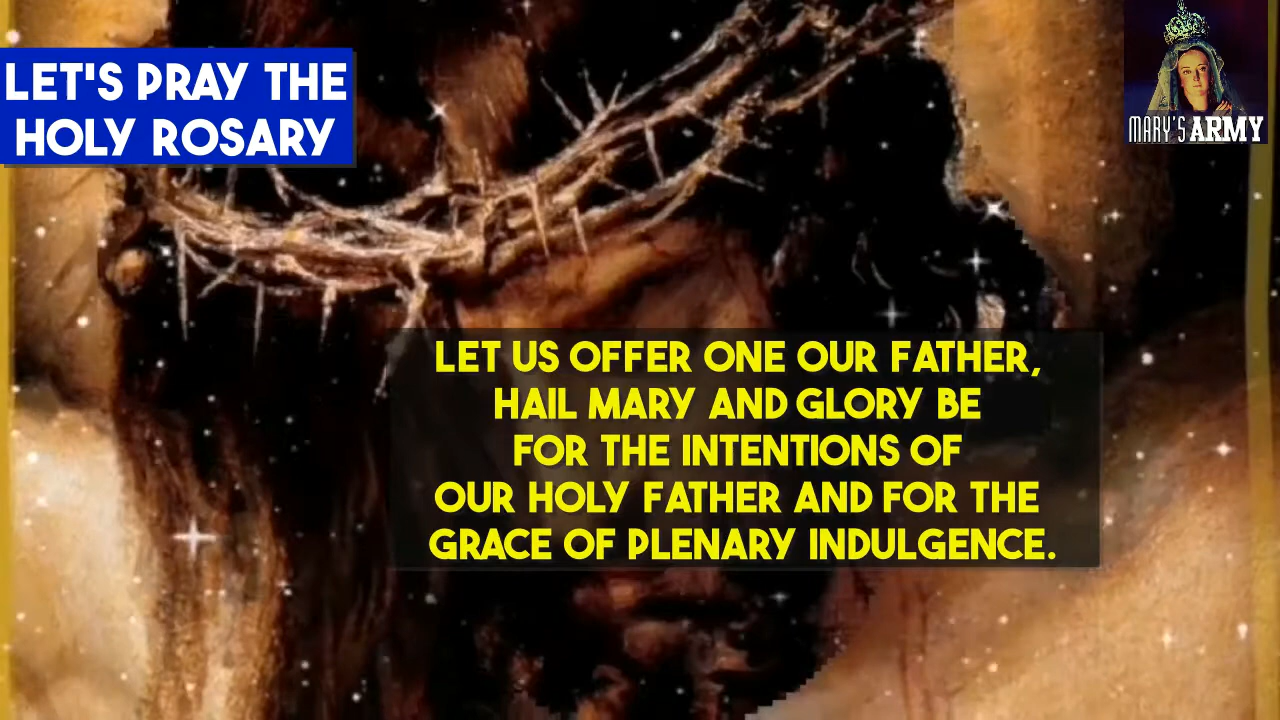 LET'S PRAY THE
HOLY ROSARY
MARY'S ARMY
LET US OFFER ONE OUR FATHER,
HAIL MARY AND GLORY BE
FOR THE INTENTIONS OF
OUR HOLY FATHER AND FOR THE
GRACE OF PLENARY INDULGENCE.